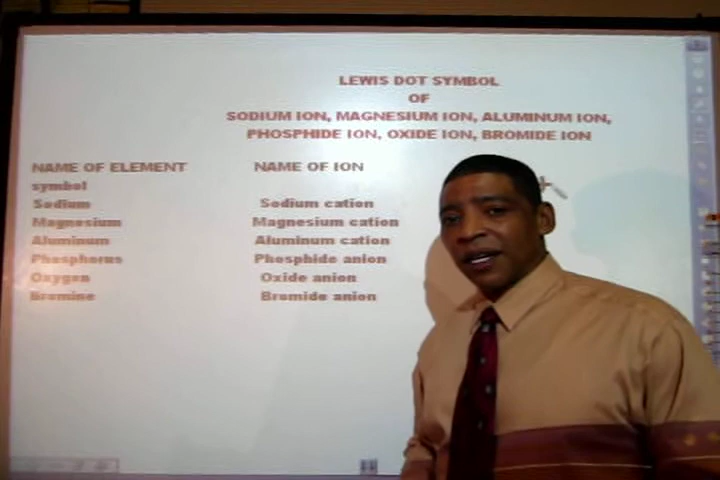 LEWIS DOT SYMBOL
OF
SODIUM ION, MAGNESIUM ION, ALUMINUM ION,
PHOSPHIDE ION, OXIDE ION, BROMIDE ION
NAME OF ELEMENT NAME OF ION
symbol
Sodium Sodium cation
Magnesium Magnesium cation
Aluminum Aluminum cation
Phosphorus Phosphide anion
Oxygen Oxide anion
Bromine Bromide anion